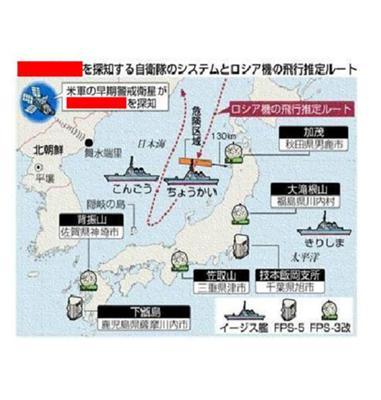 を探知する自衛隊のシステムとロシア機の飛行推定ルート
米軍の早期警戒衛星が
を探知
ロシア機の飛行推定ルート
危険区域
130km
日本海
北朝鮮
平壌
舞水端里
こんごう
ちょうかい
加茂
秋田県男鹿市
大滝根山
福島県川内村
きりしま
隠岐の島
背振山
佐賀県神埼市
太平洋
笠取山
三重県津市
技本飯岡支所
千葉県旭市
下甑島
鹿児島県薩摩川内市
イージス艦
FPS-5
FPS-3改